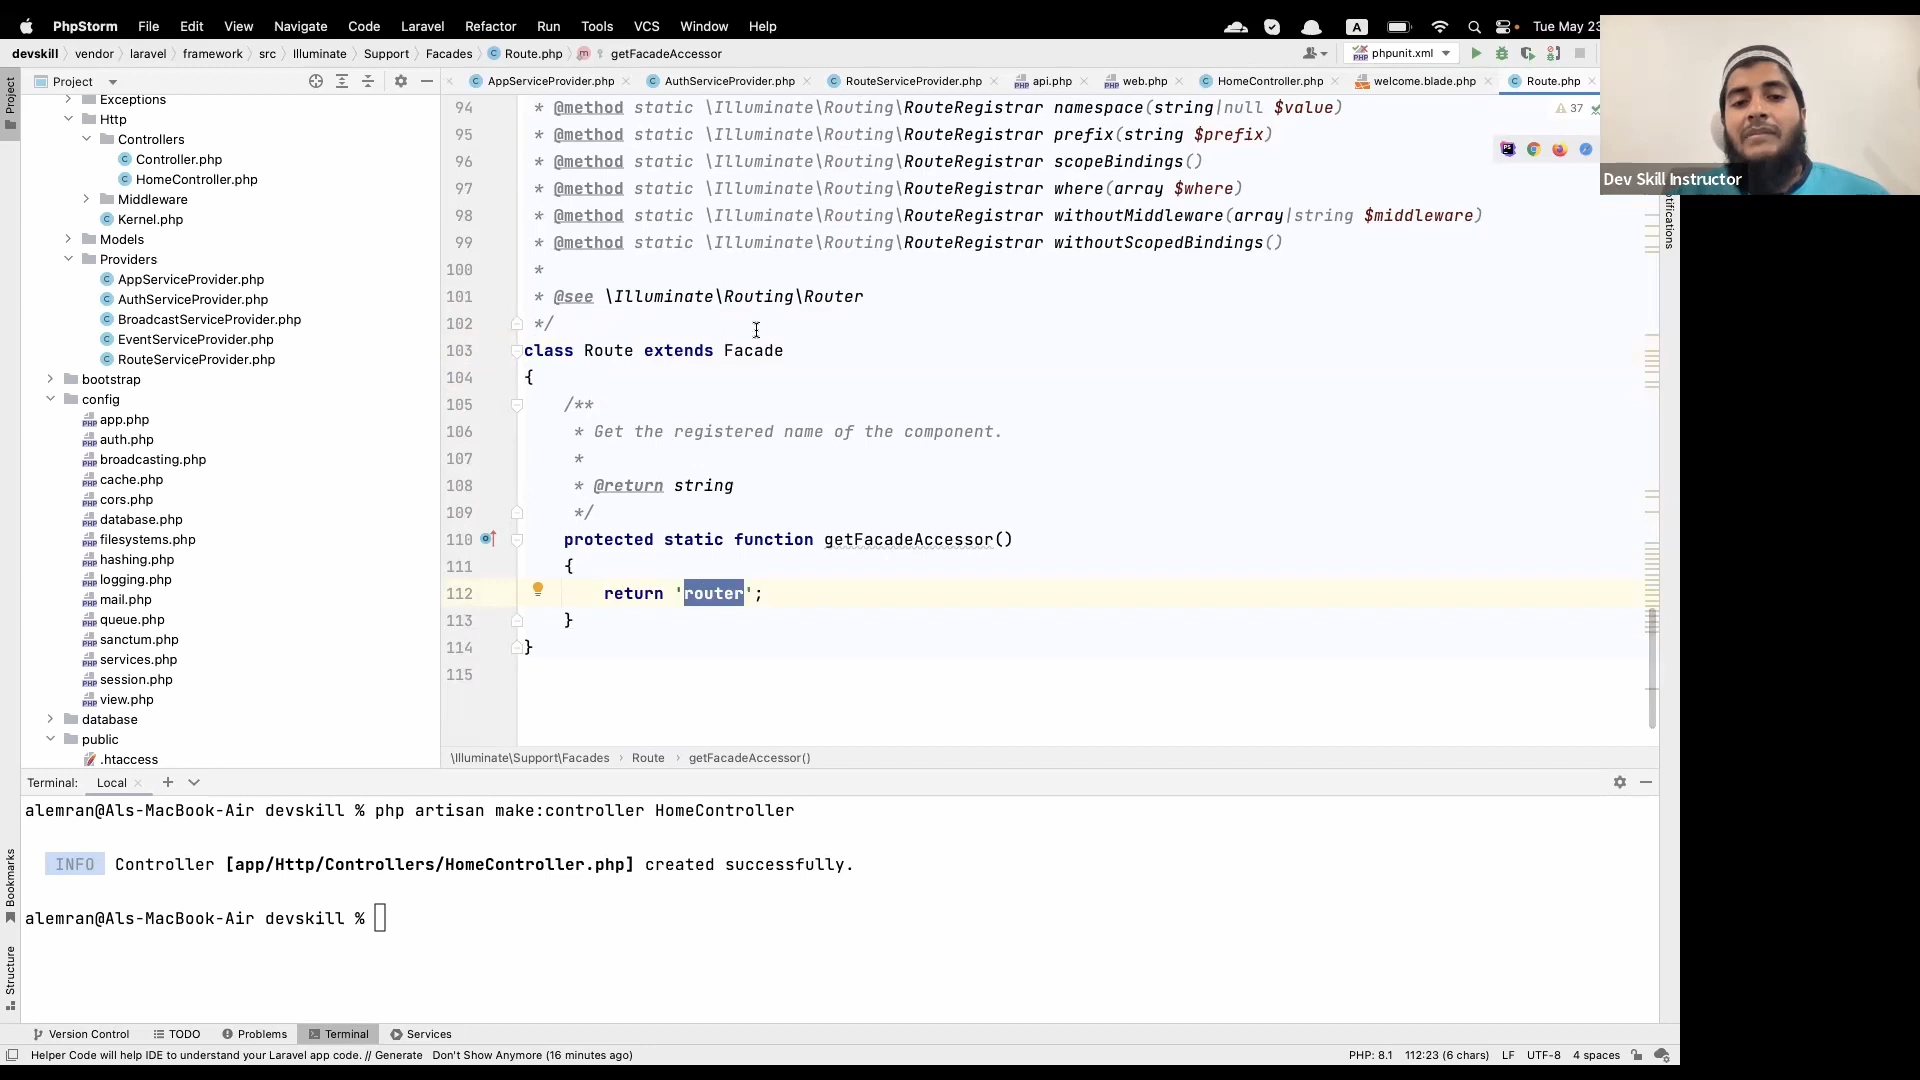 PhpStorm File Edit View Navigate Code Laravel Refactor Run Tools VCS Window Help A Tue May 23
devskill vendor laravel framework src Illuminate Support Facades Route.php m getFacadeAccessor phpunit.xml
Project AppServiceProvider.php AuthServiceProvider.php RouteServiceProvider.php api.php web.php HomeController.php welcome.blade.php Route.php
Project
Exceptions
Http
Controllers
Controller.php
HomeController.php
Middleware
Kernel.php
Models
Providers
AppServiceProvider.php
AuthServiceProvider.php
BroadcastServiceProvider.php
EventServiceProvider.php
RouteServiceProvider.php
bootstrap
config
app.php
auth.php
broadcasting.php
cache.php
cors.php
database.php
filesystems.php
hashing.php
logging.php
mail.php
queue.php
sanctum.php
services.php
session.php
view.php
database
public
.htaccess
94 * @method static \Illuminate\Routing\RouteRegistrar namespace(string|null $value)
95 * @method static \Illuminate\Routing\RouteRegistrar prefix(string $prefix)
96 * @method static \Illuminate\Routing\RouteRegistrar scopeBindings()
97 * @method static \Illuminate\Routing\RouteRegistrar where(array $where)
98 * @method static \Illuminate\Routing\RouteRegistrar withoutMiddleware(array|string $middleware)
99 * @method static \Illuminate\Routing\RouteRegistrar withoutScopedBindings()
100 *
101 * @see \Illuminate\Routing\Router
102 */
103 class Route extends Facade
104 {
105 /**
106 * Get the registered name of the component.
107 *
108 * @return string
109 */
110 protected static function getFacadeAccessor()
111 {
112 return 'router';
113 }
114 }
115
37
Dev Skill Instructor
\Illuminate\Support\Facades › Route › getFacadeAccessor()
Terminal: Local
alemran@Als-MacBook-Air devskill % php artisan make:controller HomeController
INFO Controller [app/Http/Controllers/HomeController.php] created successfully.
alemran@Als-MacBook-Air devskill %
Bookmarks
Structure
Version Control TODO Problems Terminal Services
Helper Code will help IDE to understand your Laravel app code. // Generate Don't Show Anymore (16 minutes ago) PHP: 8.1 112:23 (6 chars) LF UTF-8 4 spaces